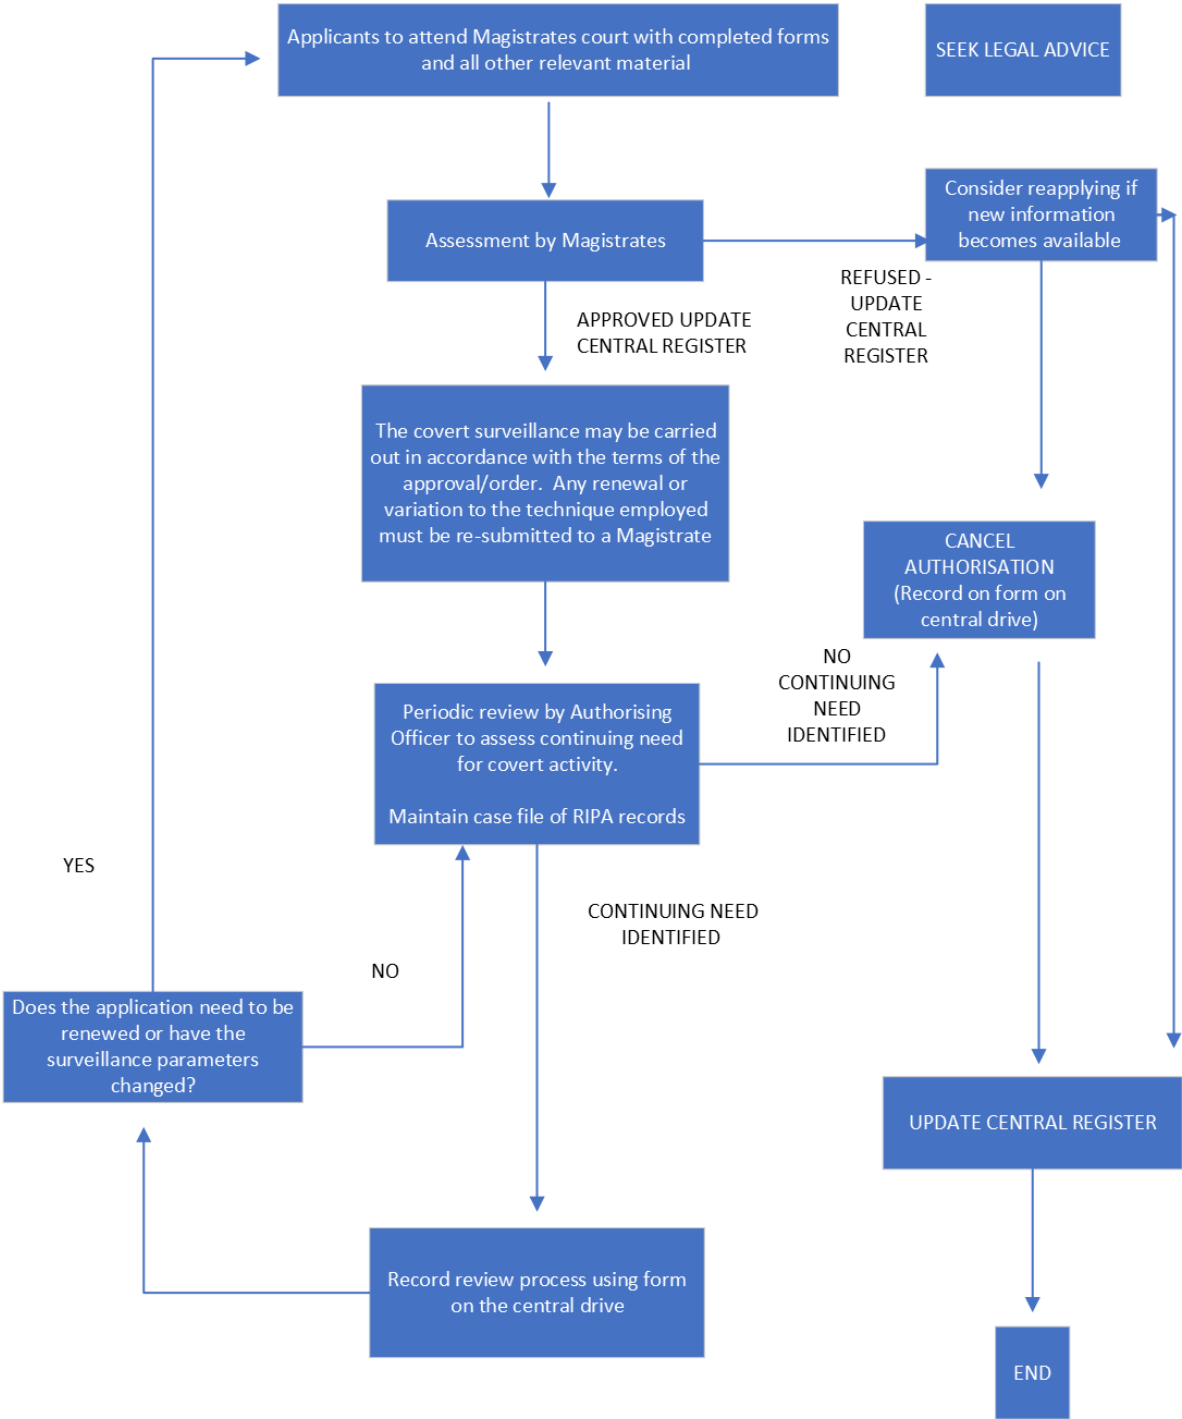 Applicants to attend Magistrates court with completed forms
and all other relevant material
SEEK LEGAL ADVICE
Consider reapplying if
new information
becomes available
Assessment by Magistrates
REFUSED -
UPDATE
CENTRAL
REGISTER
APPROVED UPDATE
CENTRAL REGISTER
The covert surveillance may be carried
out in accordance with the terms of the
approval/order. Any renewal or
variation to the technique employed
must be re-submitted to a Magistrate
CANCEL
AUTHORISATION
(Record on form on
central drive)
NO
CONTINUING
NEED
IDENTIFIED
Periodic review by Authorising
Officer to assess continuing need
for covert activity.
Maintain case file of RIPA records
YES
CONTINUING NEED
IDENTIFIED
NO
Does the application need to be
renewed or have the
surveillance parameters
changed?
UPDATE CENTRAL REGISTER
Record review process using form
on the central drive
END